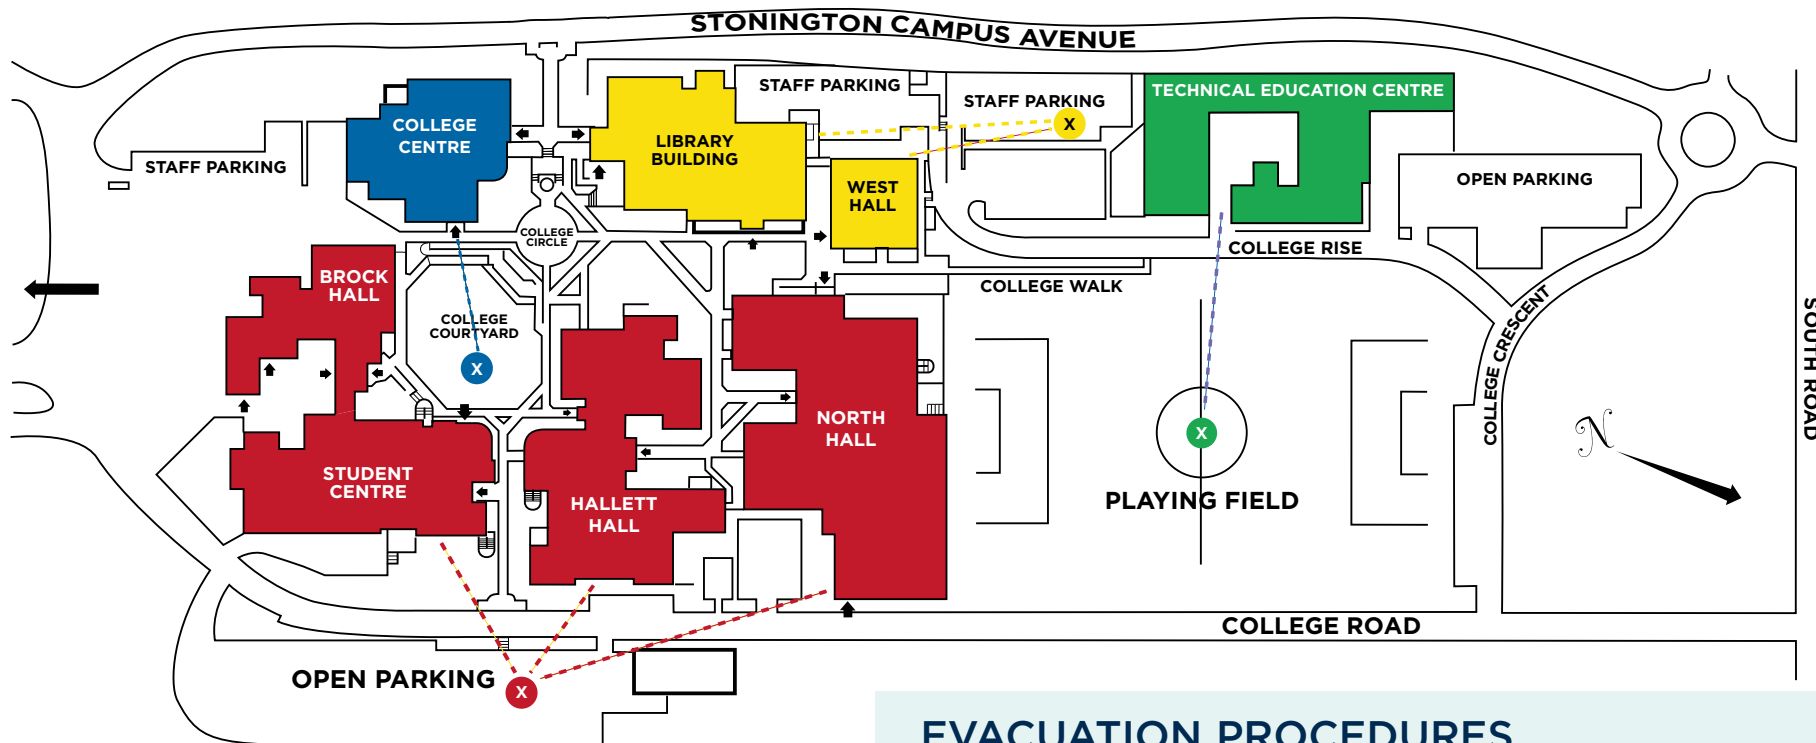 STONINGTON CAMPUS AVENUE
STAFF PARKING
STAFF PARKING
X
TECHNICAL EDUCATION CENTRE
COLLEGE
CENTRE
LIBRARY
BUILDING
STAFF PARKING
WEST
HALL
OPEN PARKING
COLLEGE
CIRCLE
COLLEGE RISE
BROCK
HALL
COLLEGE WALK
COLLEGE
COURTYARD
X
COLLEGE CRESCENT
SOUTH ROAD
NORTH
HALL
X
N
STUDENT
CENTRE
HALLETT
HALL
PLAYING FIELD
COLLEGE ROAD
OPEN PARKING
X
EVACUATION PROCEDURES